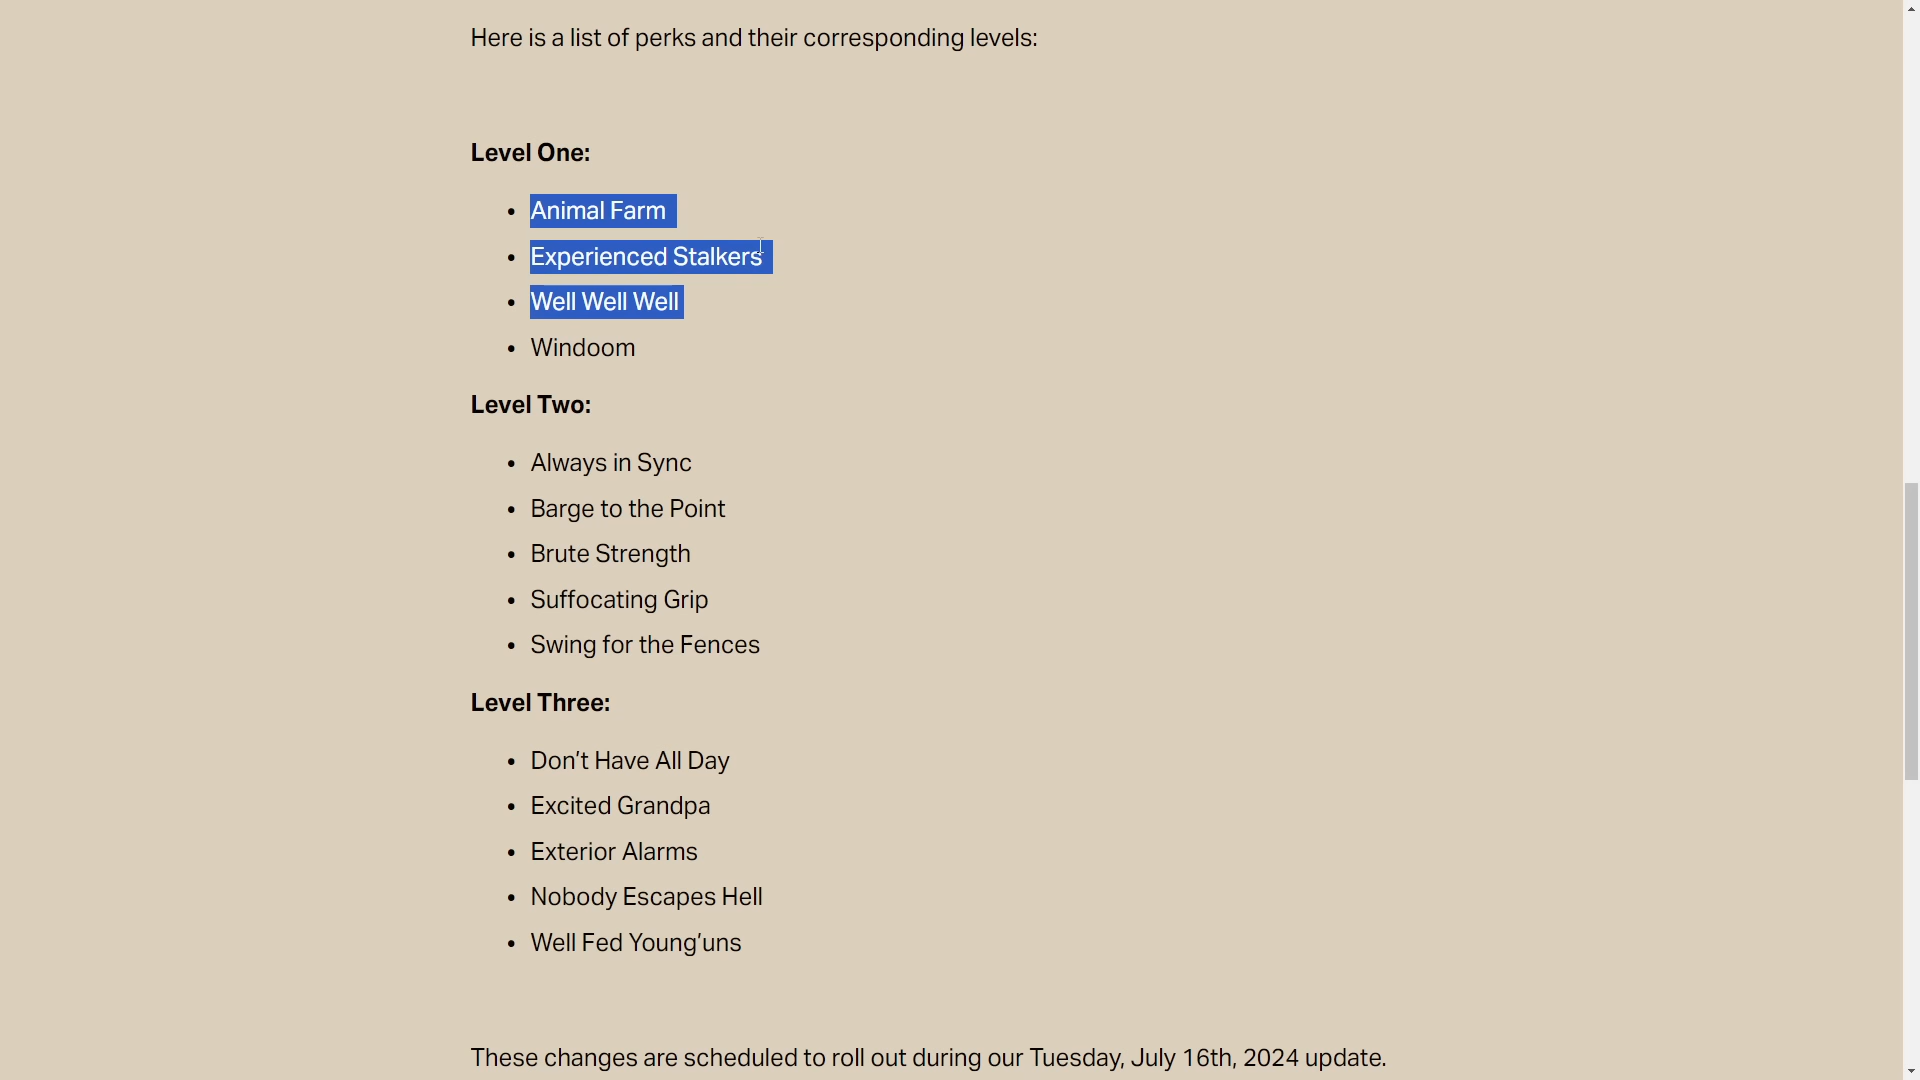 Here is a list of perks and their corresponding levels:
Level One:
• Animal Farm
• Experienced Stalkers
• Well Well Well
• Windoom
Level Two:
• Always in Sync
• Barge to the Point
• Brute Strength
• Suffocating Grip
• Swing for the Fences
Level Three:
• Don’t Have All Day
• Excited Grandpa
• Exterior Alarms
• Nobody Escapes Hell
• Well Fed Young’uns
These changes are scheduled to roll out during our Tuesday, July 16th, 2024 update.